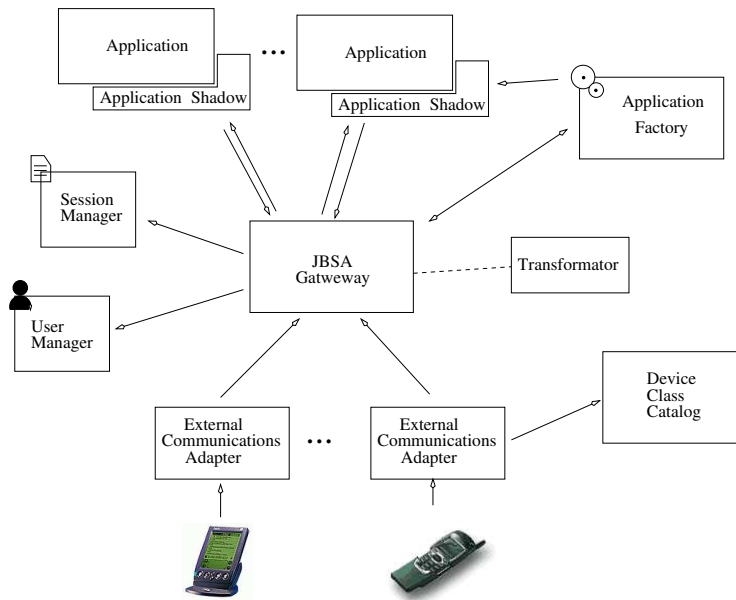 Application
...
Application
Application Shadow
Application Shadow
Application
Factory
Session
Manager
JBSA
Gatweway
Transformator
User
Manager
Device
Class
Catalog
External
Communications
Adapter
...
External
Communications
Adapter